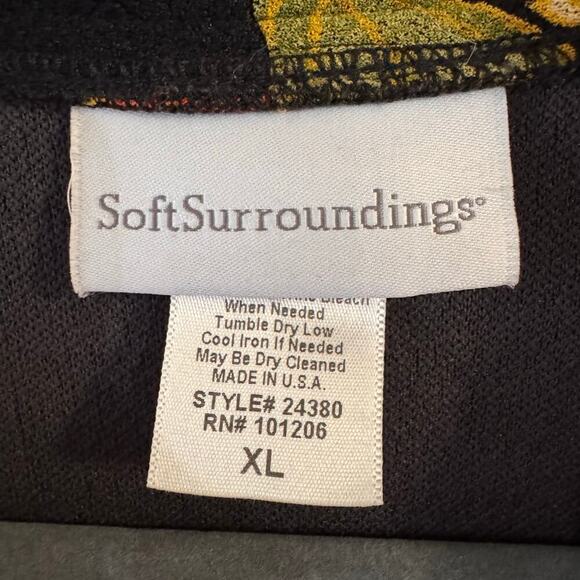 SoftSurroundings®
Bleach
When Needed
Tumble Dry Low
Cool Iron If Needed
May Be Dry Cleaned
MADE IN U.S.A.
STYLE# 24380
RN# 101206
XL